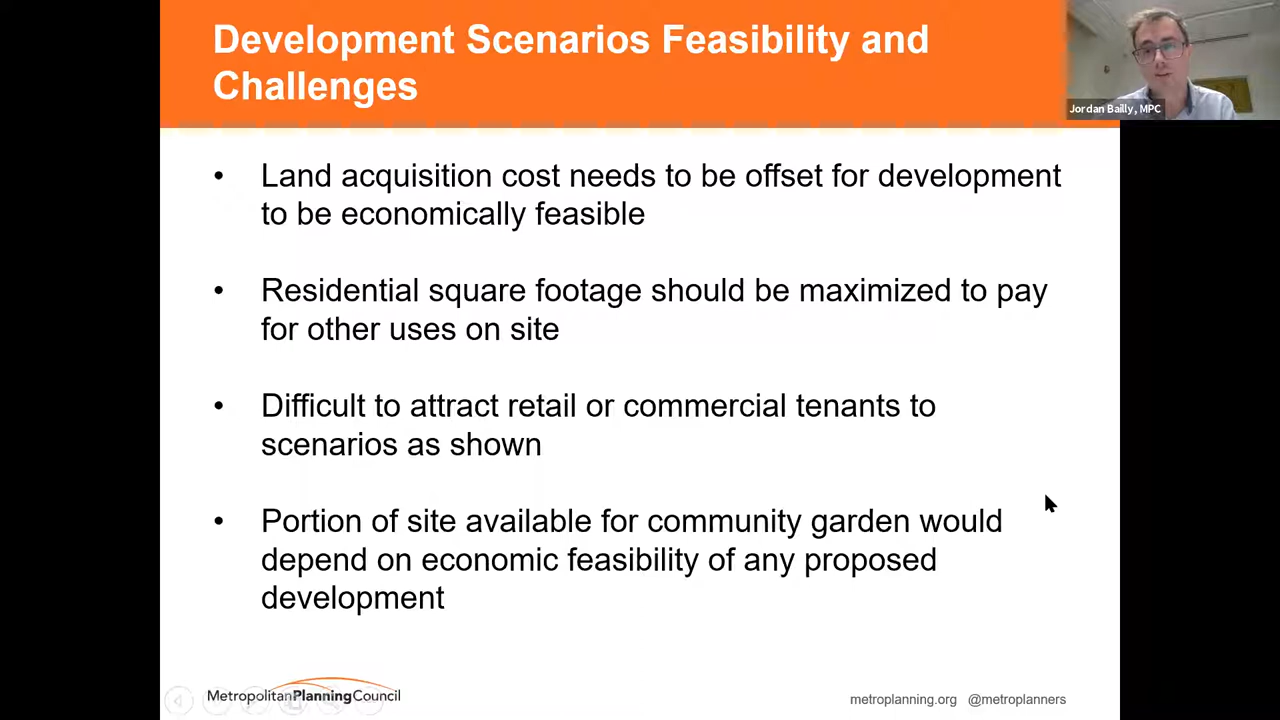 Development Scenarios Feasibility and
Challenges
Jordan Bailly, MPC
• Land acquisition cost needs to be offset for development
to be economically feasible
• Residential square footage should be maximized to pay
for other uses on site
• Difficult to attract retail or commercial tenants to
scenarios as shown
• Portion of site available for community garden would
depend on economic feasibility of any proposed
development
MetropolitanPlanningCouncil
metroplanning.org @metroplanners